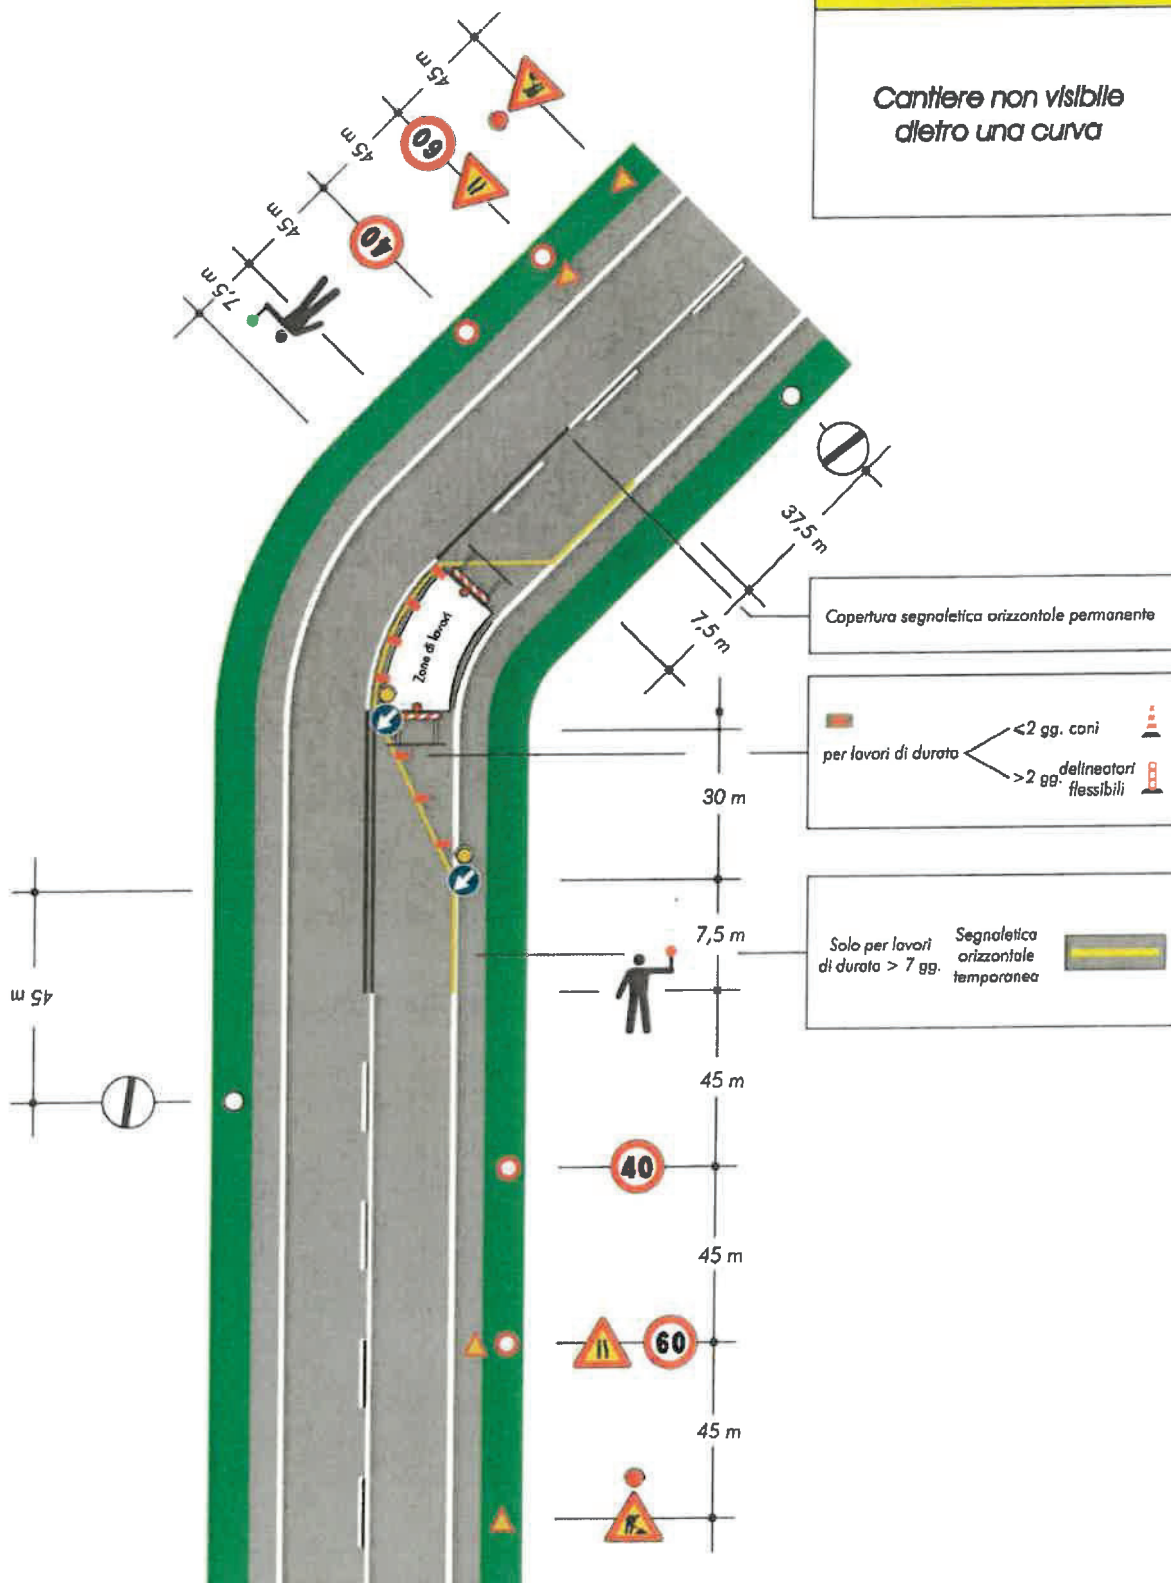 Cantiere non visibile
dietro una curva
45 m
45 m
60
45 m
40
7,5 m
37,5 m
7,5 m
Copertura segnaletica orizzontale permanente
Zone di lavori
per lavori di durata
≤2 gg. coni
>2 gg. delineatori
flessibili
30 m
7,5 m
Solo per lavori
di durata > 7 gg.
Segnaletica
orizzontale
temporanea
45 m
45 m
40
45 m
60
45 m